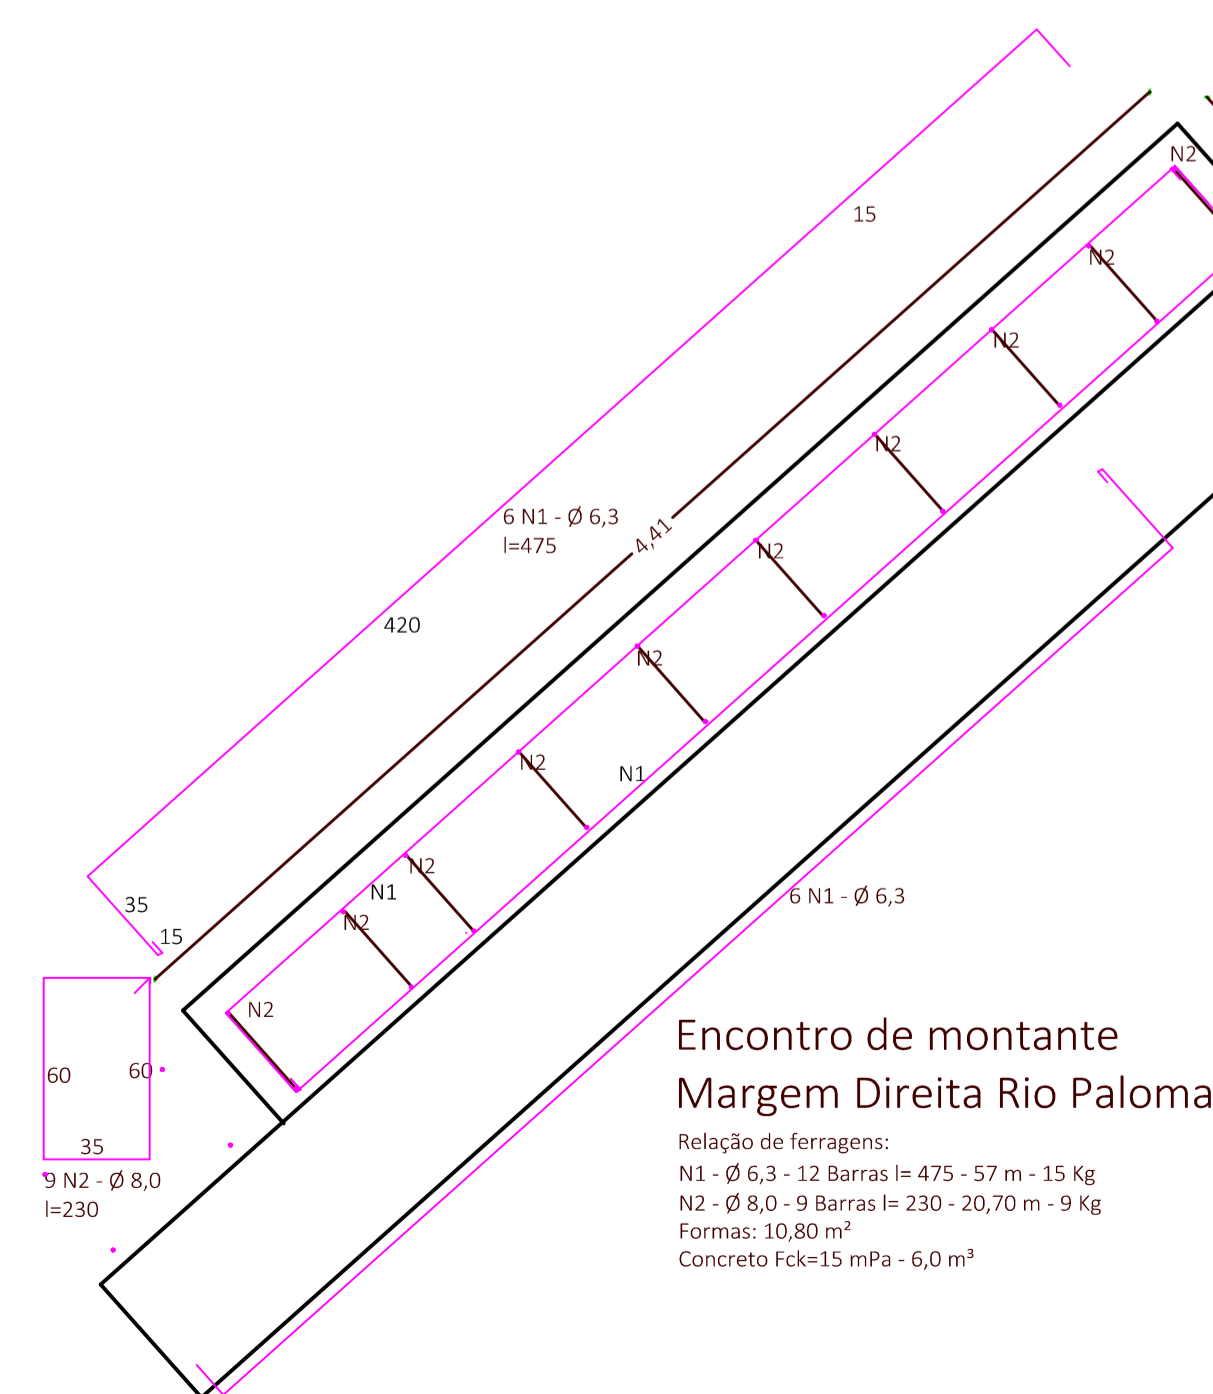 N2
15
N2
N2
N2
6 N1 - Ø 6,3
l=475
4,41
N2
420
N2
N2
N1
N2
N1
35
N2
6 N1 - Ø 6,3
15
N2
60
60
35
9 N2 - Ø 8,0
l=230
Encontro de montante
Margem Direita Rio Paloma
Relação de ferragens:
N1 - Ø 6,3 - 12 Barras l= 475 - 57 m - 15 Kg
N2 - Ø 8,0 - 9 Barras l= 230 - 20,70 m - 9 Kg
Formas: 10,80 m²
Concreto Fck=15 mPa - 6,0 m³